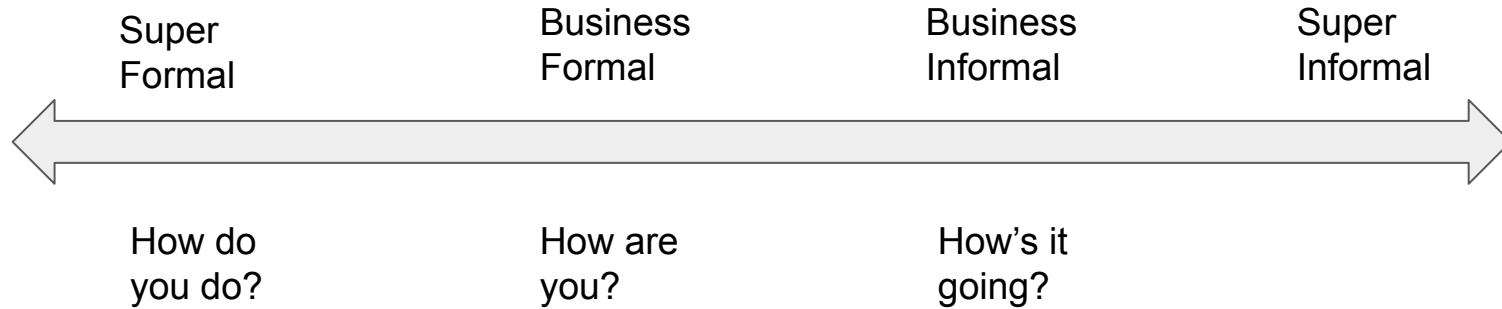 Super
Formal
Business
Formal
Business
Informal
Super
Informal
How do
you do?
How are
you?
How’s it
going?